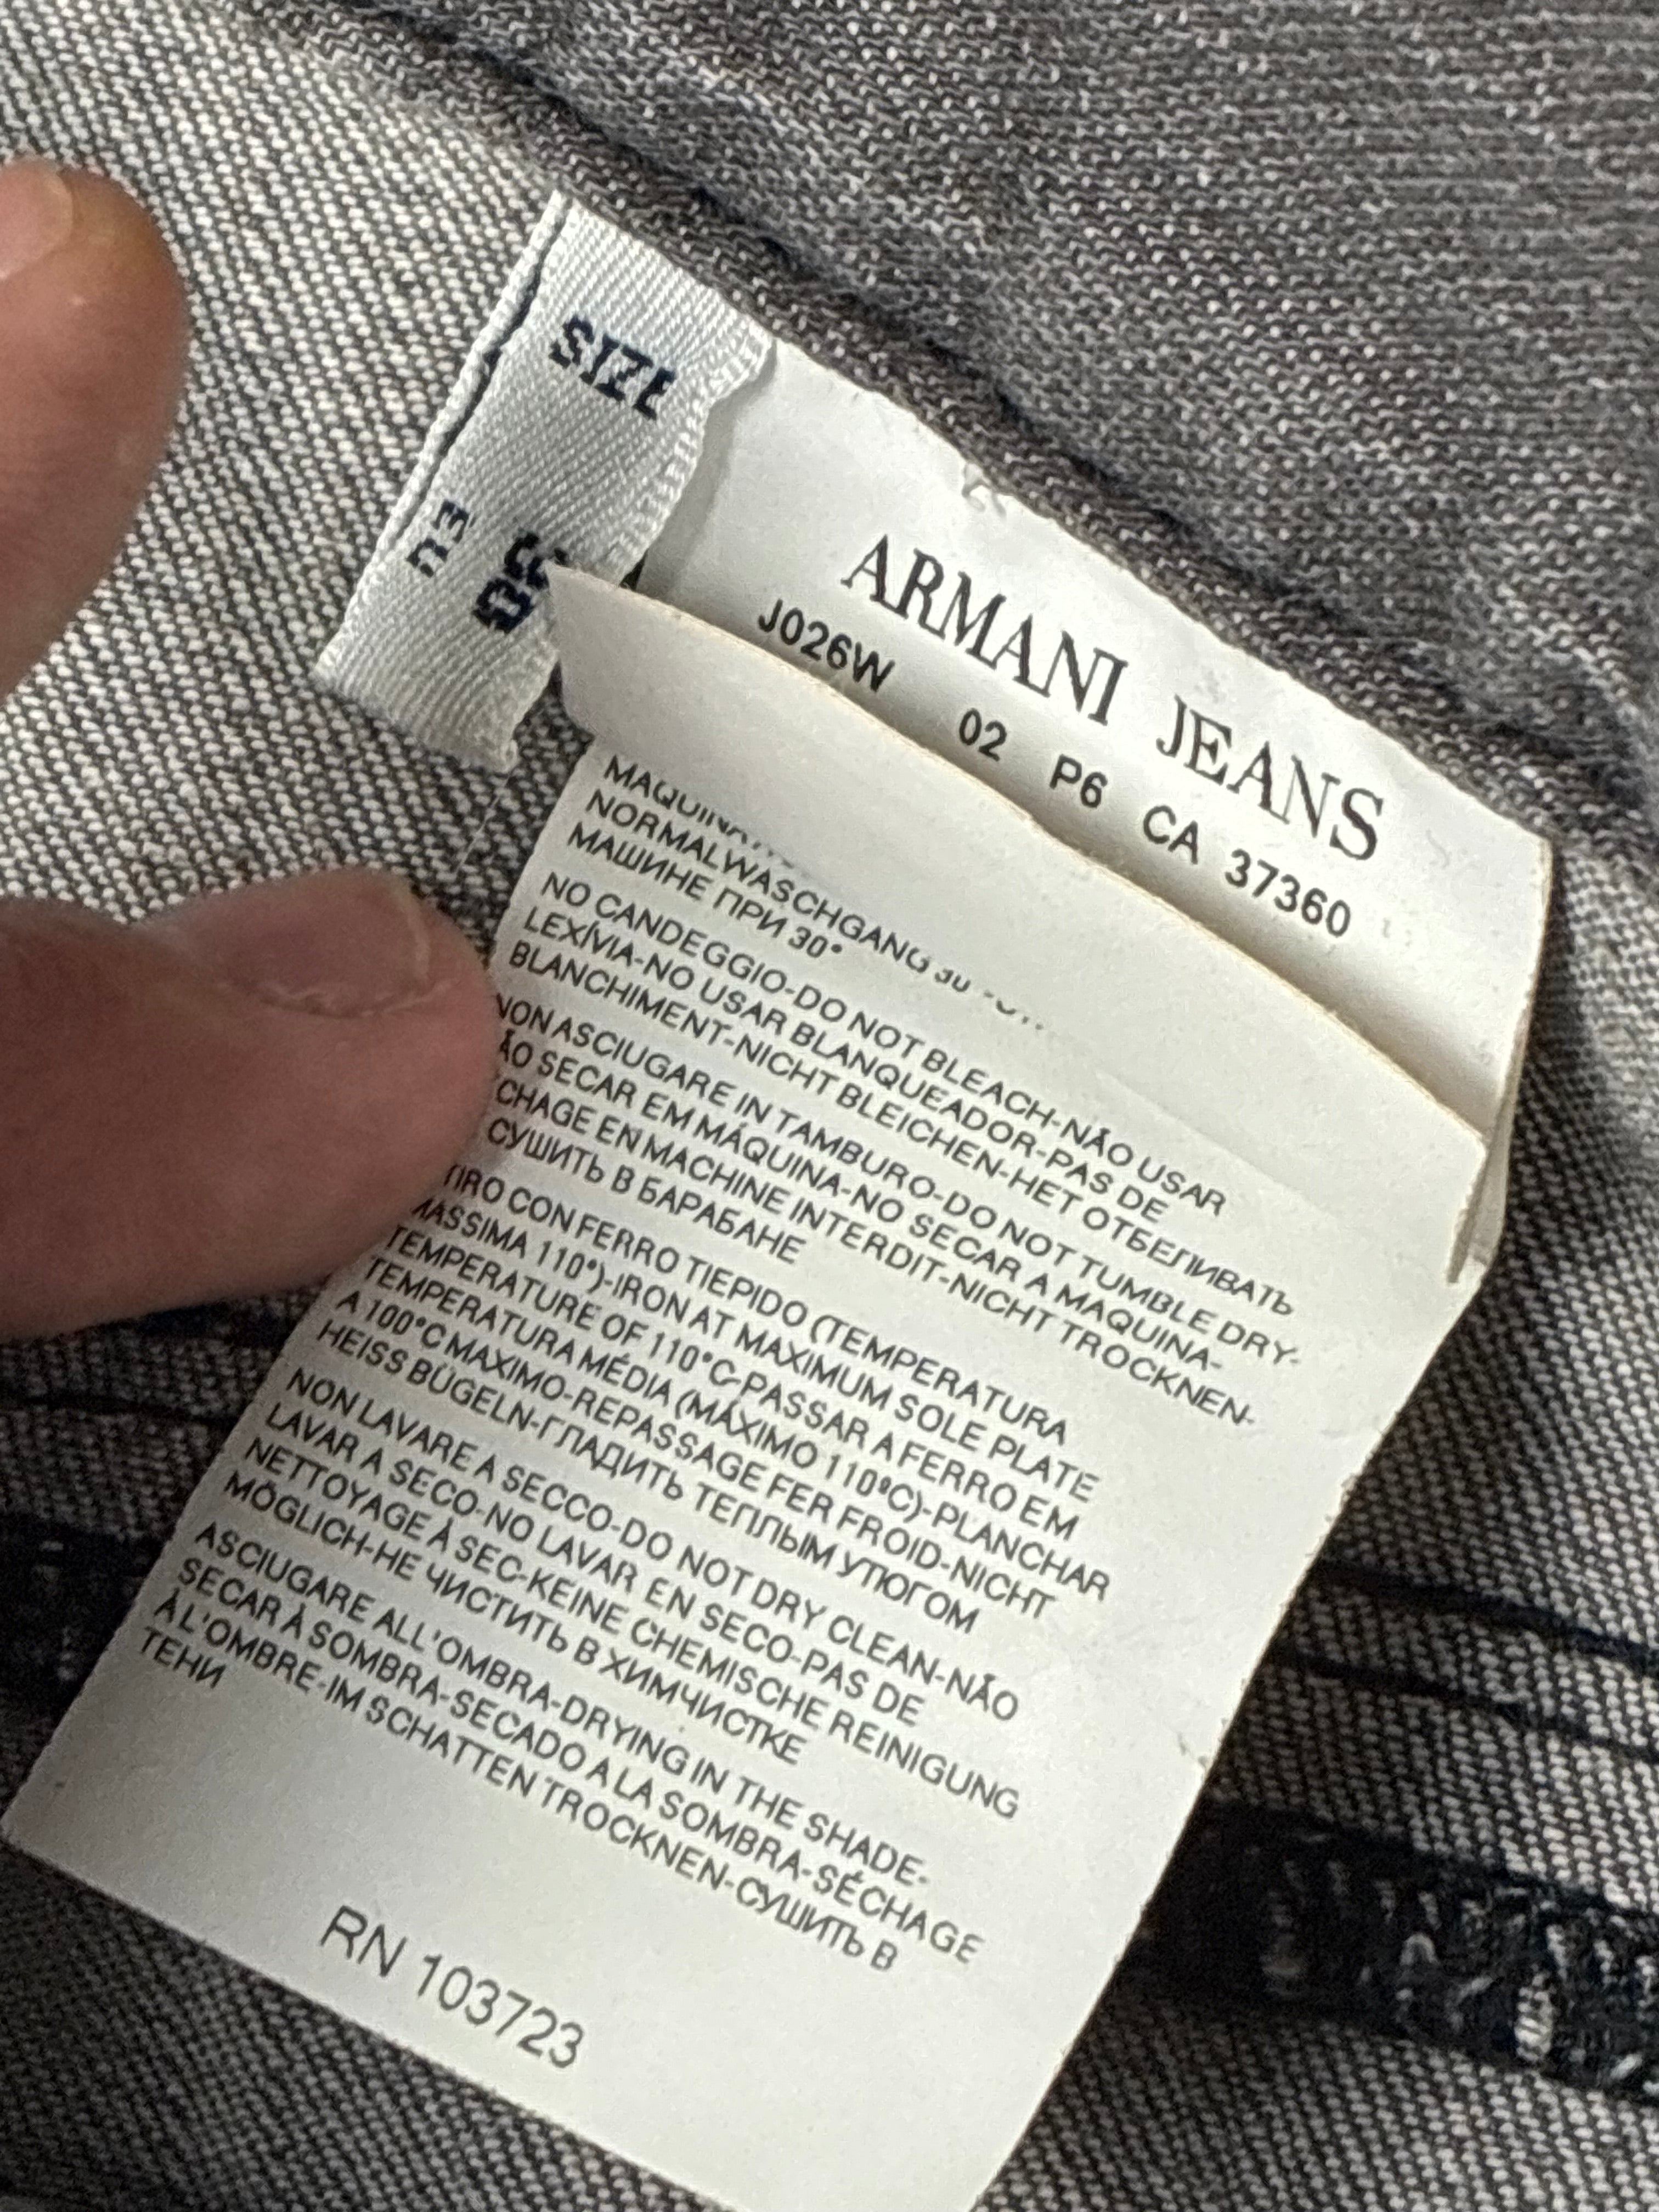 SIZE
ARMANI JEANS
J026W 02 P6 CA 37360
NORMALWASCHGANG 30°
МАШИНЕ ПРИ 30°
NO CANDEGGIO-DO NOT BLEACH-NÃO USAR
LEXÍVIA-NO USAR BLANQUEADOR-PAS DE
BLANCHIMENT-NICHT BLEICHEN-НЕТ ОТБЕЛИВАТЬ
NON ASCIUGARE IN TAMBURO-DO NOT TUMBLE DRY-
ÃO SECAR EM MÁQUINA-NO SECAR A MAQUINA-
CHAGE EN MACHINE INTERDIT-NICHT TROCKNEN-
СУШИТЬ В БАРАБАНЕ
TIRO CON FERRO TIEPIDO (TEMPERATURA
MASSIMA 110°)-IRON AT MAXIMUM SOLE PLATE
TEMPERATURE OF 110°C-PASSAR A FERRO EM
TEMPERATURA MÉDIA (MÁXIMO 110°C)-PLANCHAR
A 100°C MAXIMO-REPASSAGE FER FROID-NICHT
HEISS BÜGELN-ГЛАДИТЬ ТЕПЛЫМ УТЮГОМ
NON LAVARE A SECCO-DO NOT DRY CLEAN-NÃO
LAVAR A SECO-NO LAVAR EN SECO-PAS DE
NETTOYAGE À SEC-KEINE CHEMISCHE REINIGUNG
MÖGLICH-НЕ ЧИСТИТЬ В ХИМЧИСТКЕ
ASCIUGARE ALL'OMBRA-DRYING IN THE SHADE-
SECAR À SOMBRA-SECADO A LA SOMBRA-SÉCHAGE
À L'OMBRE-IM SCHATTEN TROCKNEN-СУШИТЬ В
ТЕНИ
RN 103723